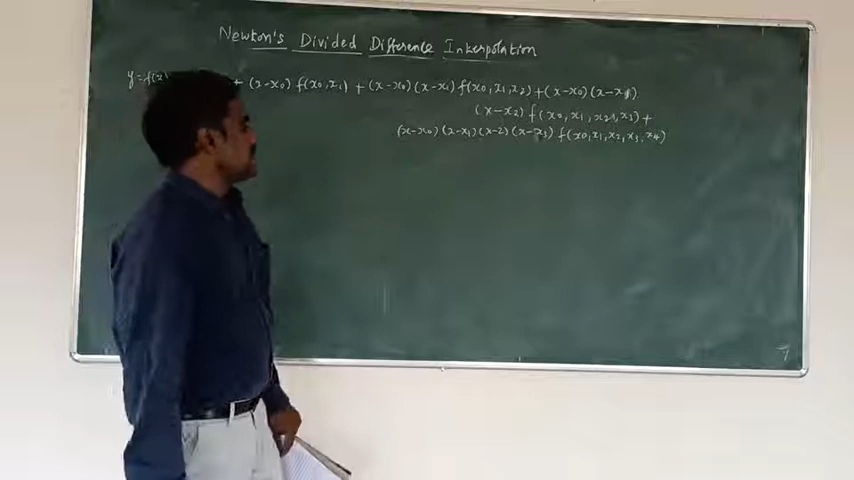 Newton's Divided Difference Interpolation
y = f(x) + (x-x0) f(x0,x1) + (x-x0)(x-x1) f(x0,x1,x2) + (x-x0)(x-x1)
(x-x2) f(x0,x1,x2,x3) +
(x-x0)(x-x1)(x-2)(x-x3) f(x0,x1,x2,x3,x4)